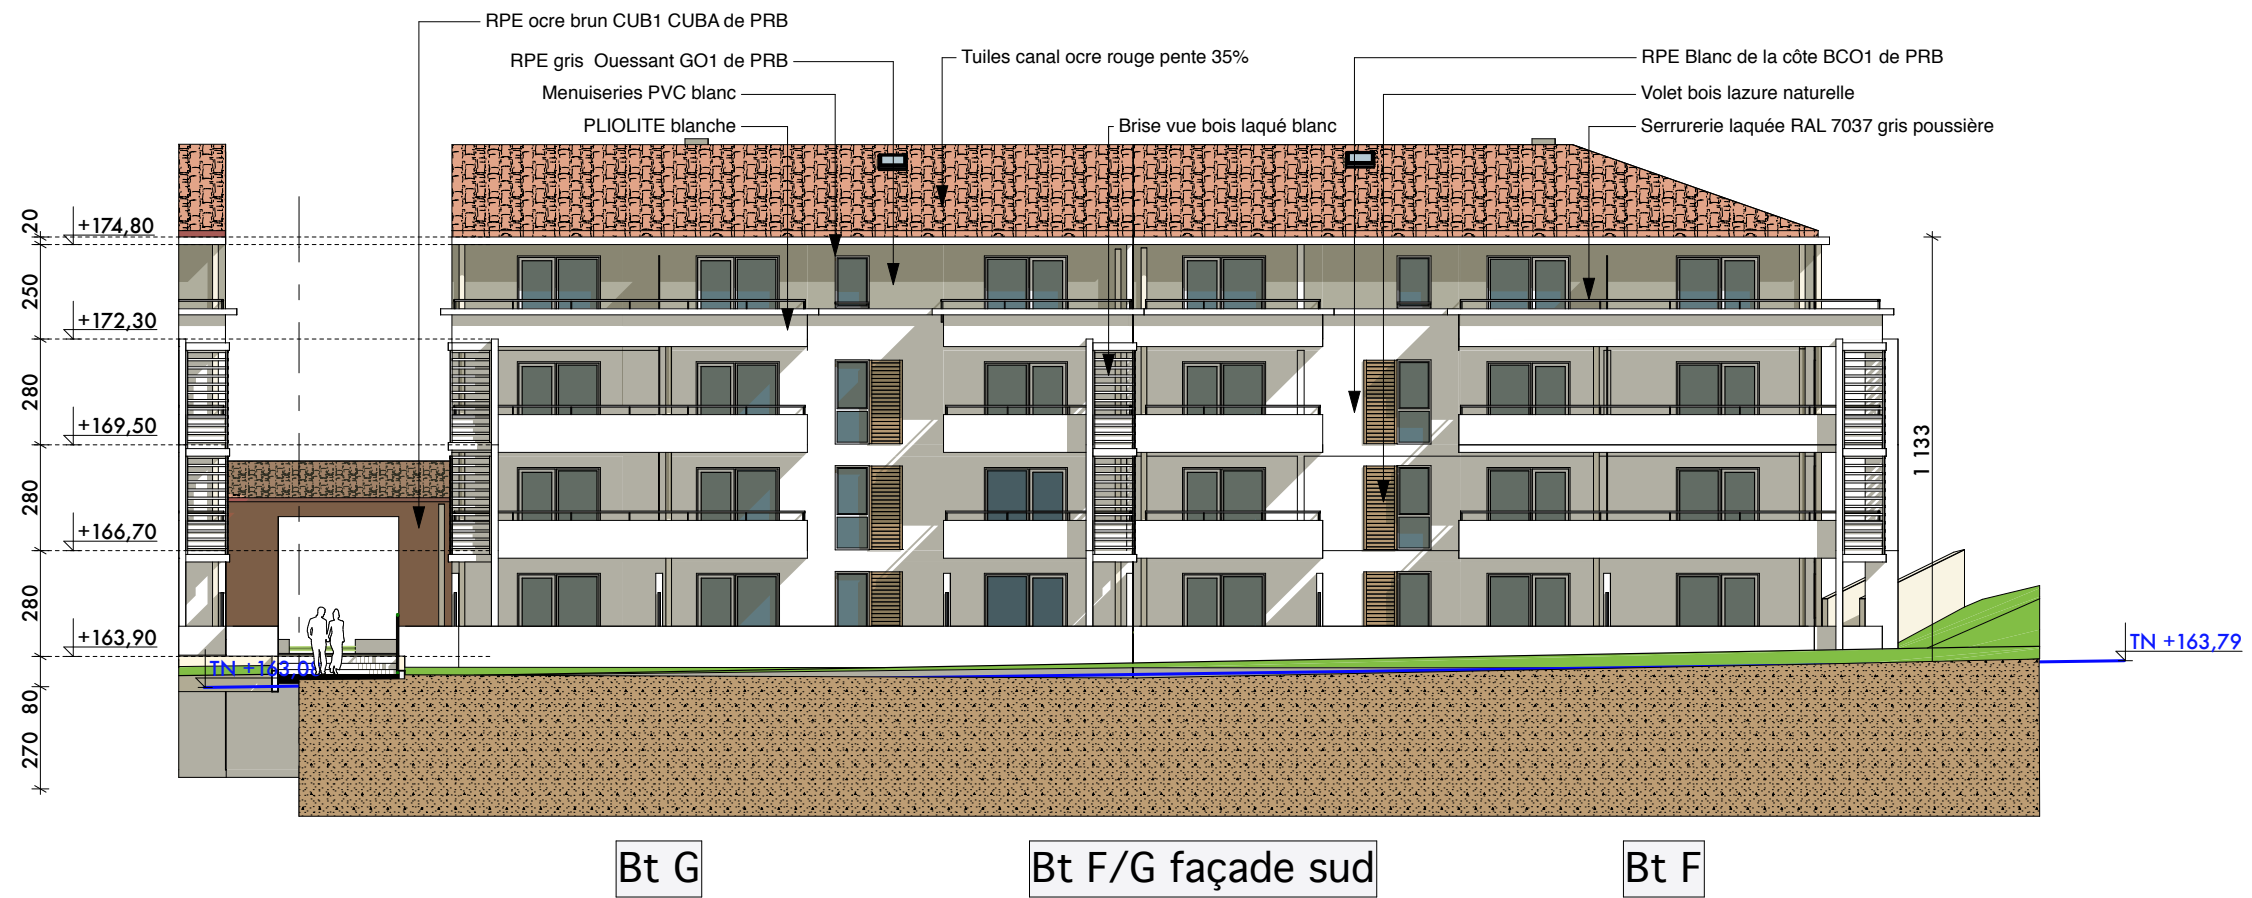 RPE ocre brun CUB1 CUBA de PRB
RPE gris Ouessant GO1 de PRB
Tuiles canal ocre rouge pente 35%
RPE Blanc de la côte BCO1 de PRB
Menuiseries PVC blanc
Volet bois lazure naturelle
PLIOLITE blanche
Brise vue bois laqué blanc
Serrurerie laquée RAL 7037 gris poussière
20
+174,80
250
+172,30
280
+169,50
1 133
280
+166,70
280
+163,90
TN +163,08
TN +163,79
80
270
Bt G
Bt F/G façade sud
Bt F